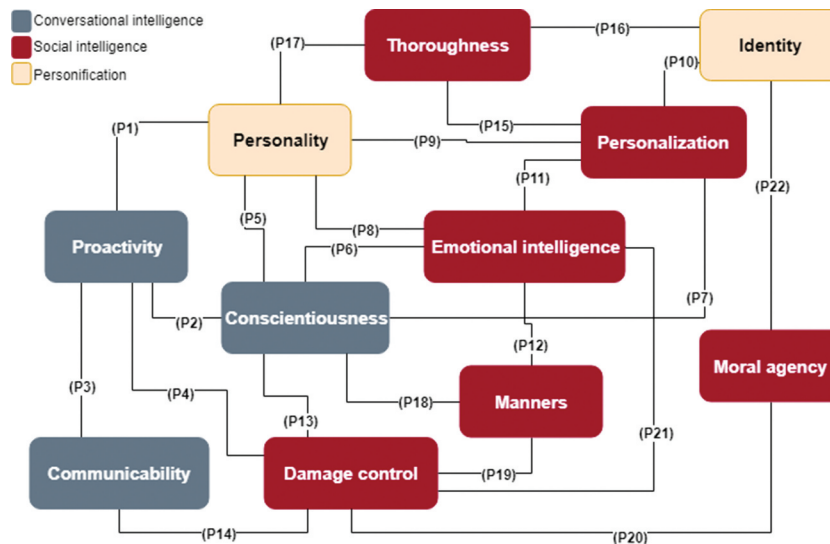 Conversational intelligence
Social intelligence
Personification
Thoroughness
(P16)
Identity
(P17)
(P10)
(P1)
(P15)
Personality
(P9)
Personalization
(P11)
(P22)
(P5)
(P8)
Proactivity
(P6)
Emotional intelligence
(P7)
Conscientiousness
(P2)
(P12)
Moral agency
(P3)
(P4)
(P18)
Manners
(P13)
(P21)
Communicability
Damage control
(P19)
(P14)
(P20)